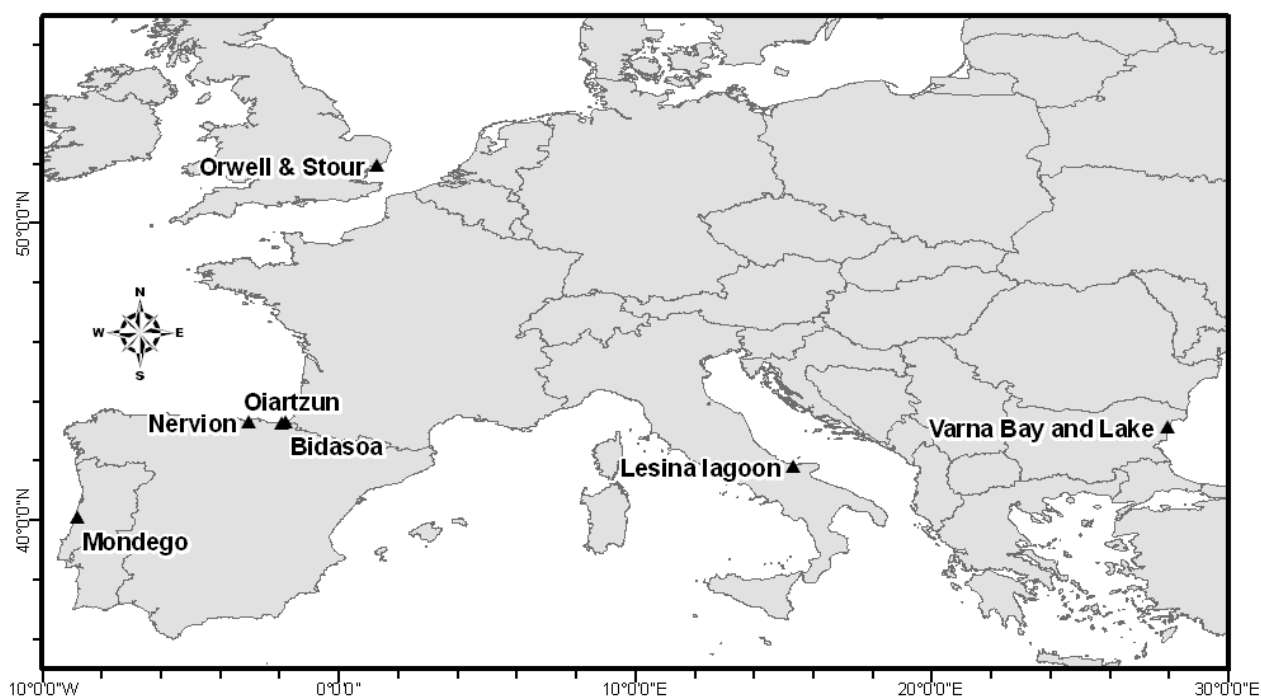 Orwell & Stour
50°0'0"N
N
W E
S
Oiartzun
Nervion
Bidasoa
Varna Bay and Lake
Lesina lagoon
40°0'0"N
Mondego
10°0'0"W 0°0'0" 10°0'0"E 20°0'0"E 30°0'0"E